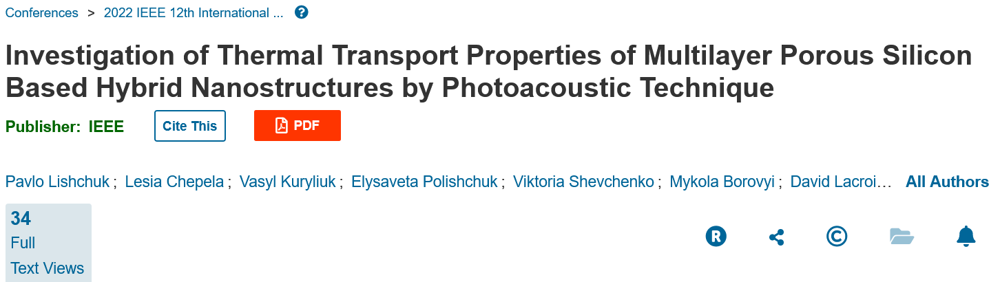 Conferences > 2022 IEEE 12th International ... ?
Investigation of Thermal Transport Properties of Multilayer Porous Silicon
Based Hybrid Nanostructures by Photoacoustic Technique
Publisher: IEEE Cite This PDF
Pavlo Lishchuk ; Lesia Chepela ; Vasyl Kuryliuk ; Elysaveta Polishchuk ; Viktoria Shevchenko ; Mykola Borovyi ; David Lacroi... All Authors
34
Full
Text Views
R ©